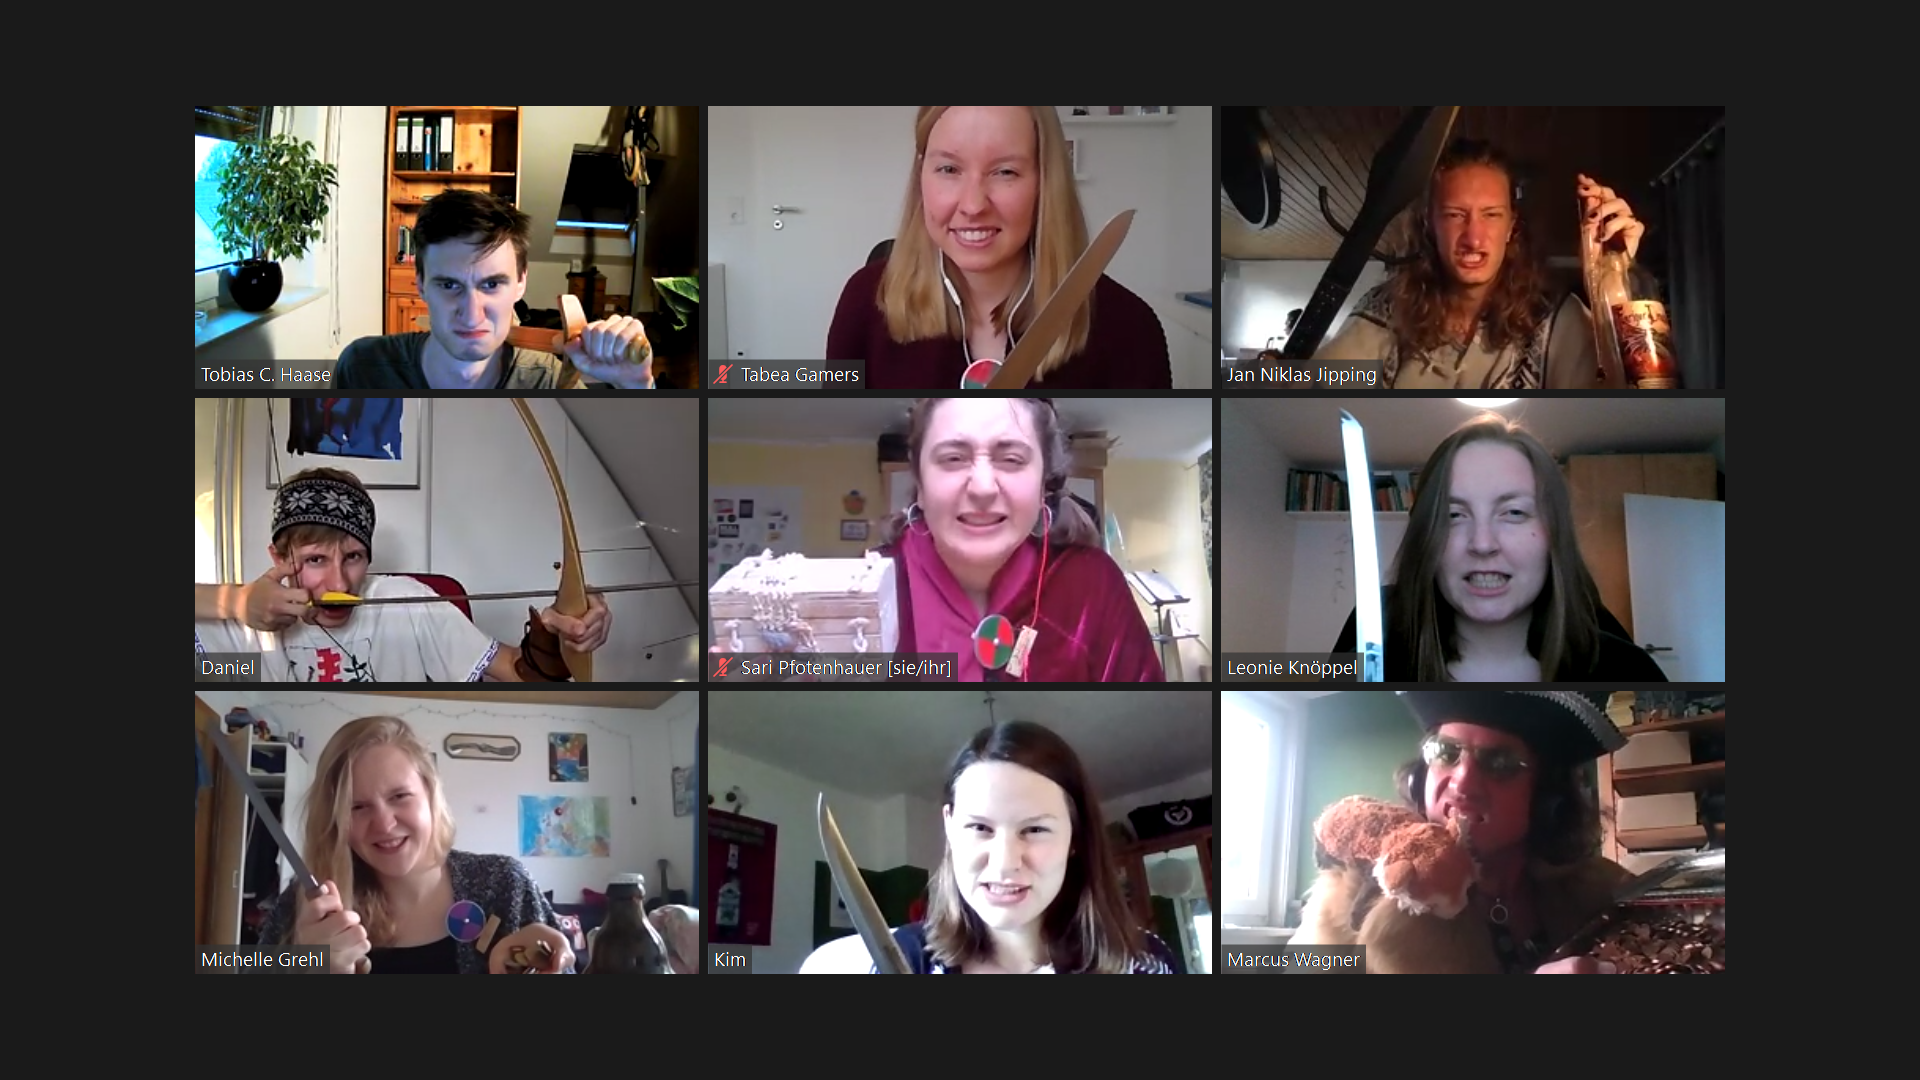 Tobias C. Haase
Tabea Gamers
Jan Niklas Jipping
Daniel
Sari Pfotenhauer [sie/ihr]
Leonie Knöppel
Michelle Grehl
Kim
Marcus Wagner